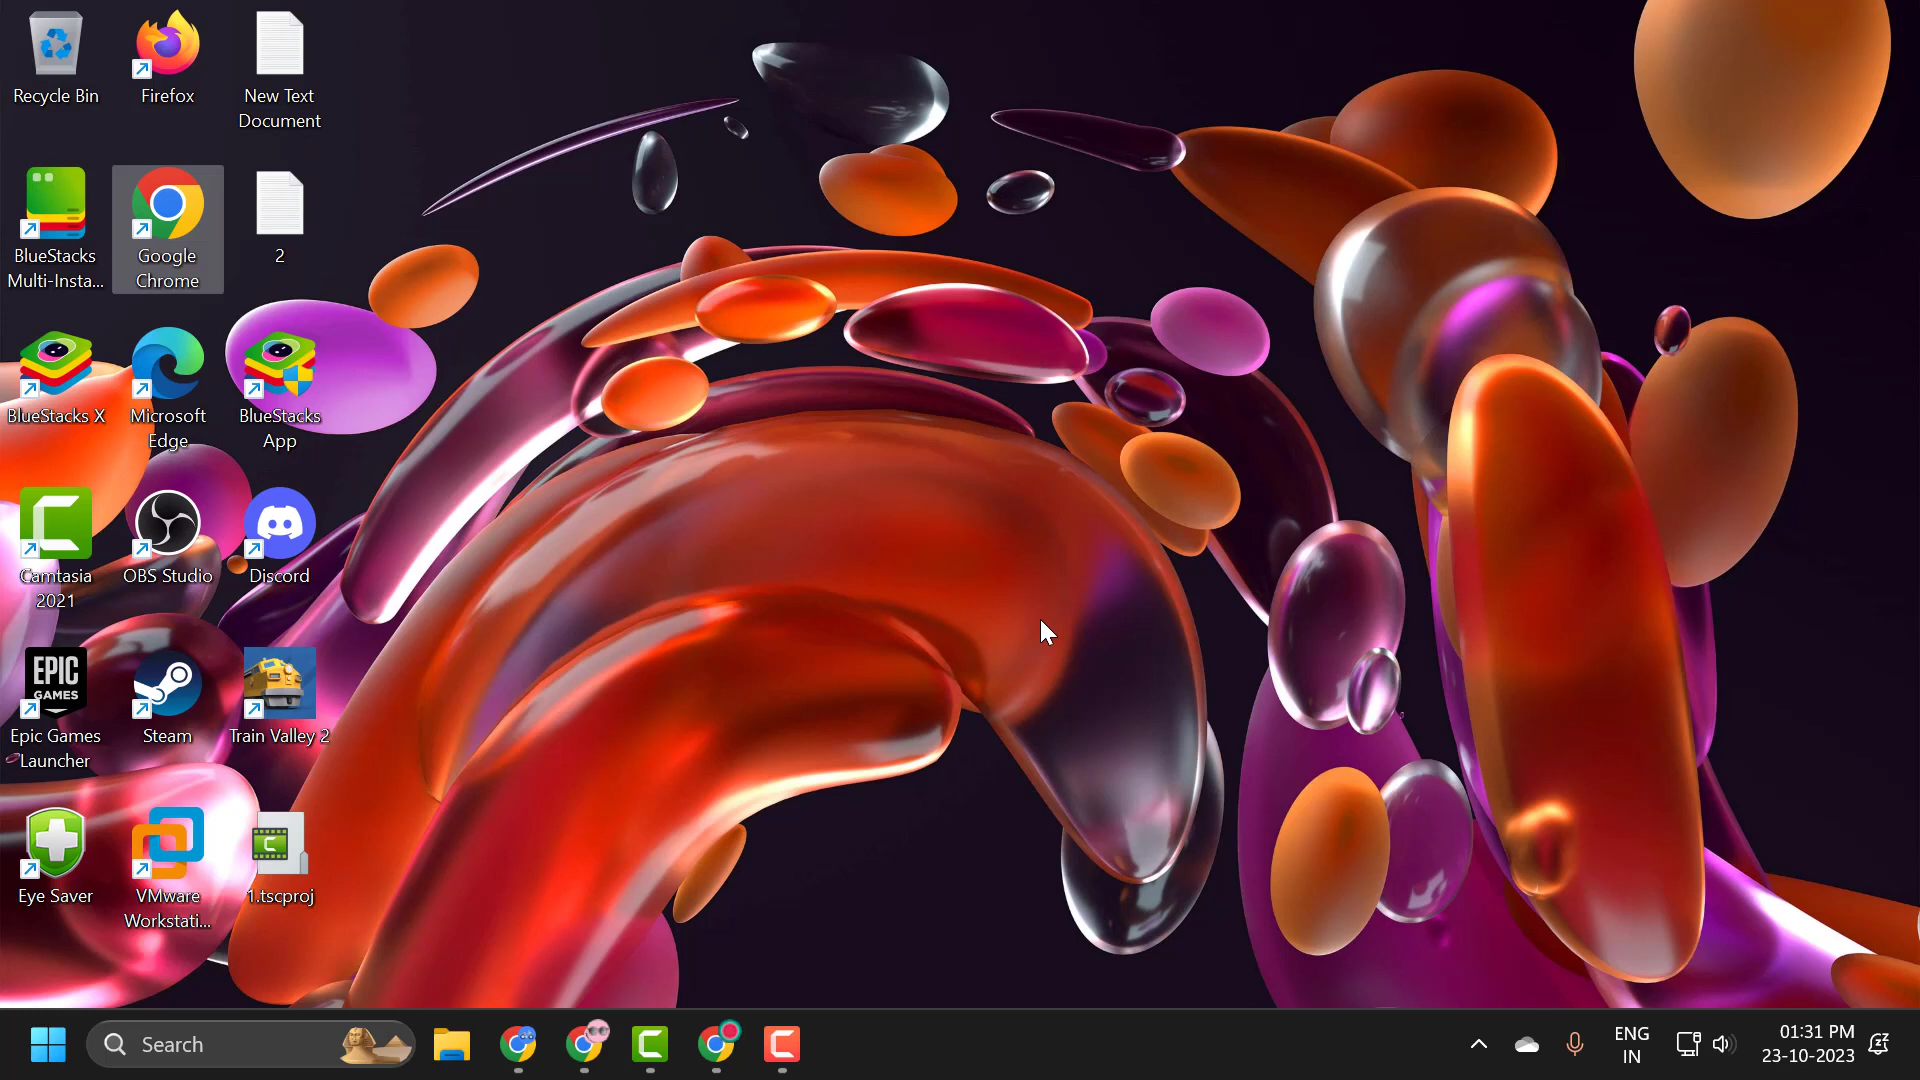 Recycle Bin
Firefox
New Text
Document
BlueStacks
Multi-Insta...
Google
Chrome
2
BlueStacks X
Microsoft
Edge
BlueStacks
App
Camtasia
2021
OBS Studio
Discord
EPIC
GAMES
Epic Games
Launcher
Steam
Train Valley 2
Eye Saver
VMware
Workstati...
1.tscproj
Search
ENG
IN
01:31 PM
23-10-2023